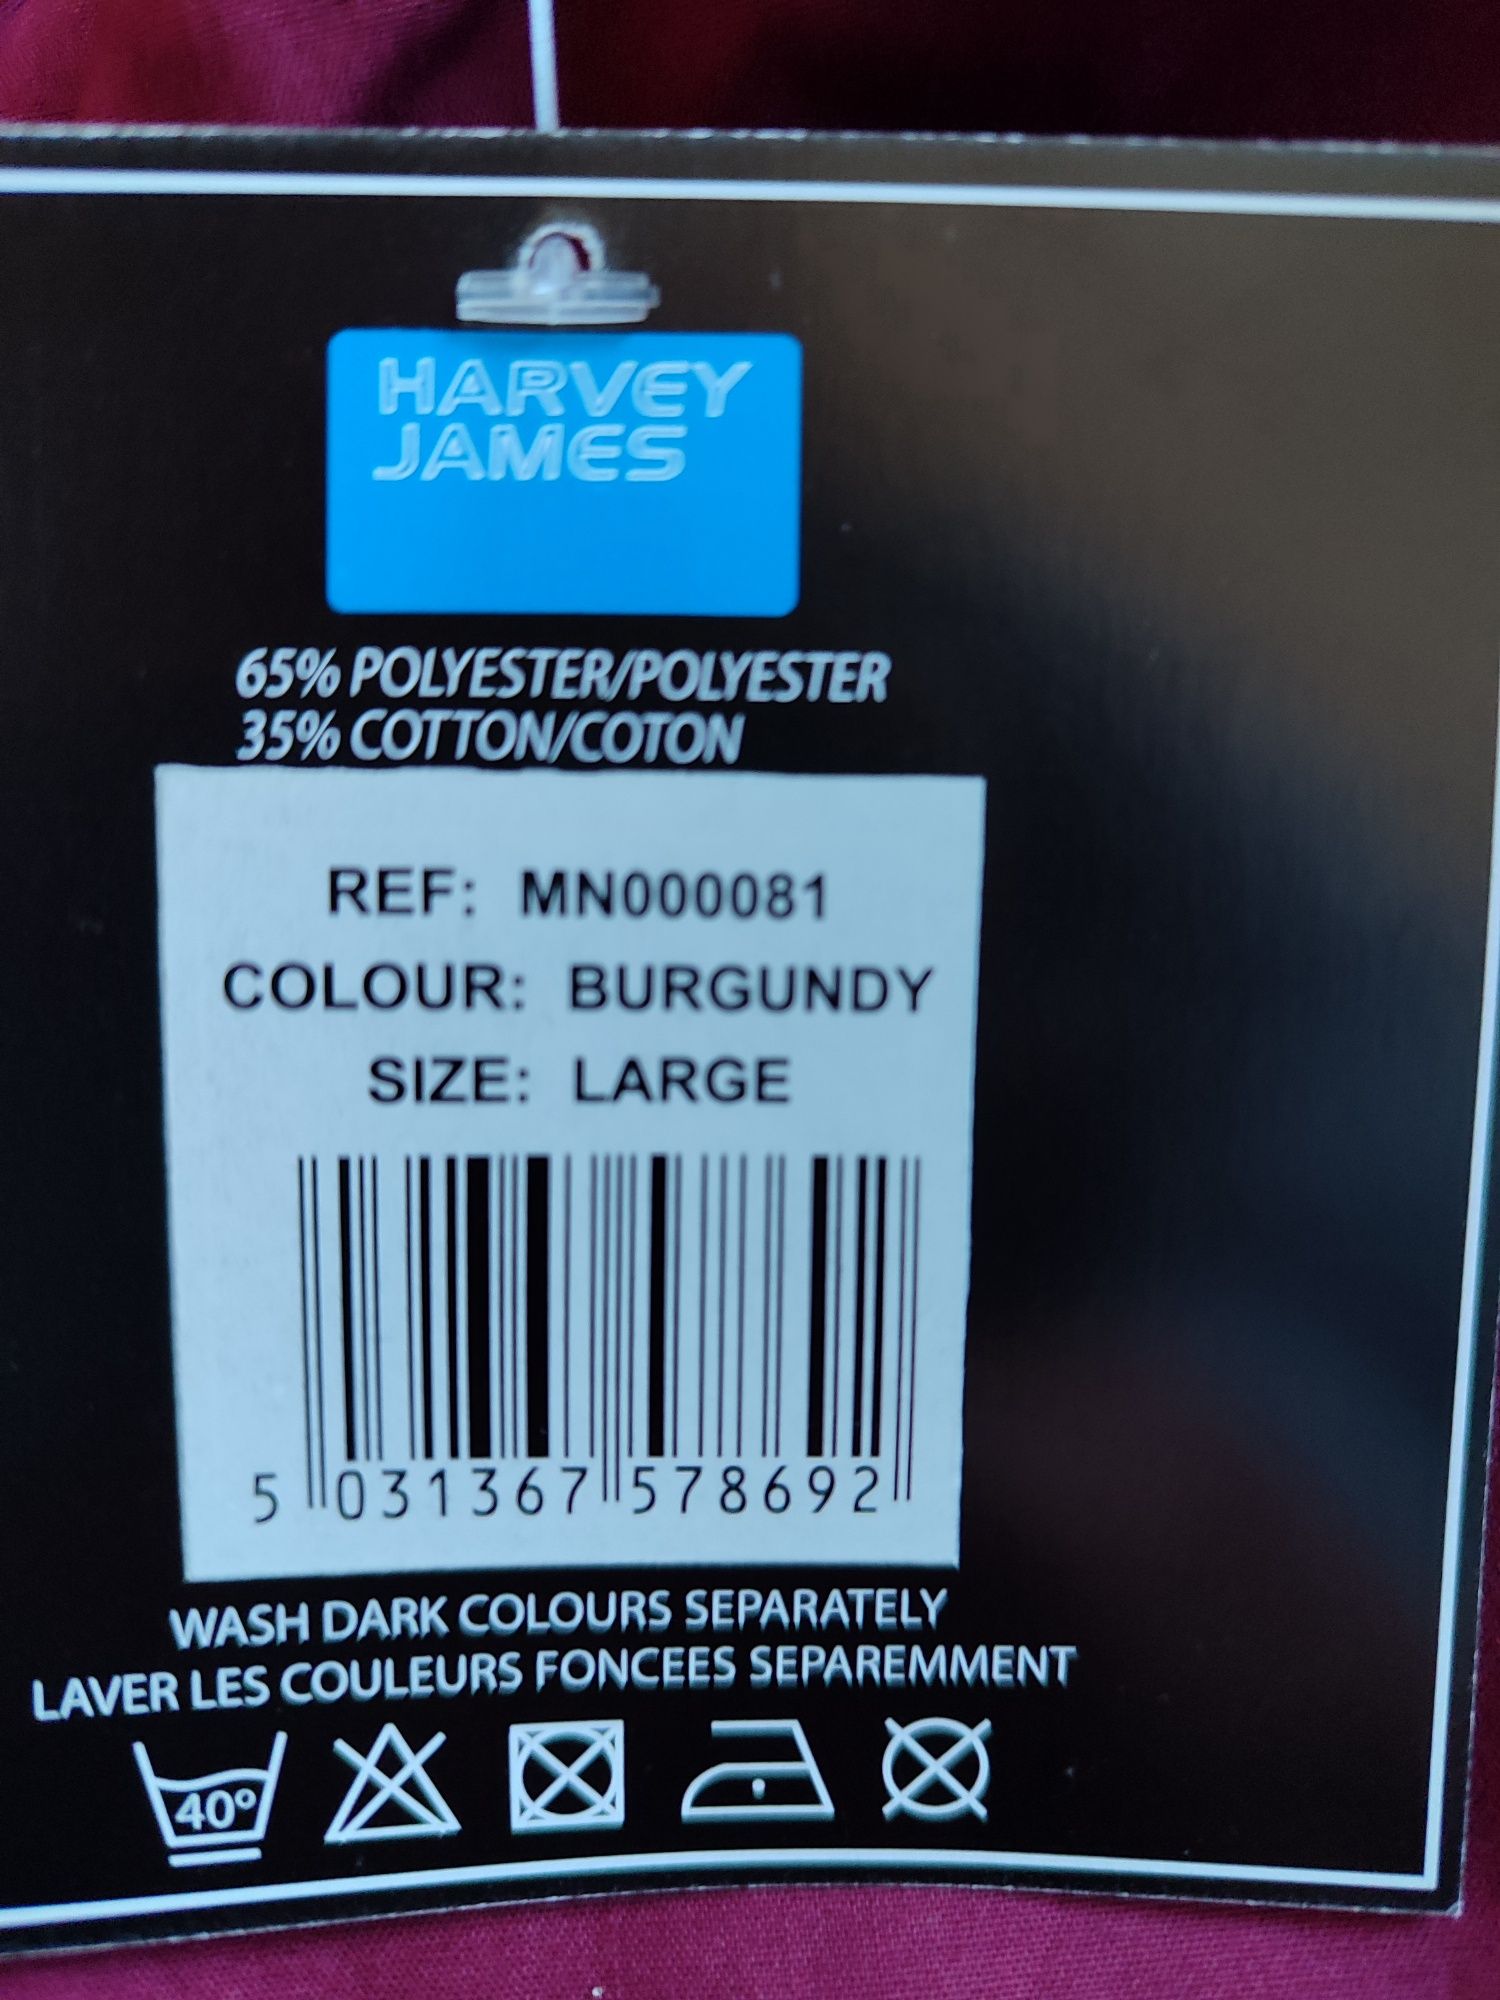 HARVEY
JAMES
65% POLYESTER/POLYESTER
35% COTTON/COTON
REF: MN000081
COLOUR: BURGUNDY
SIZE: LARGE
5 031367 578692
WASH DARK COLOURS SEPARATELY
LAVER LES COULEURS FONCEES SEPAREMMENT
40°